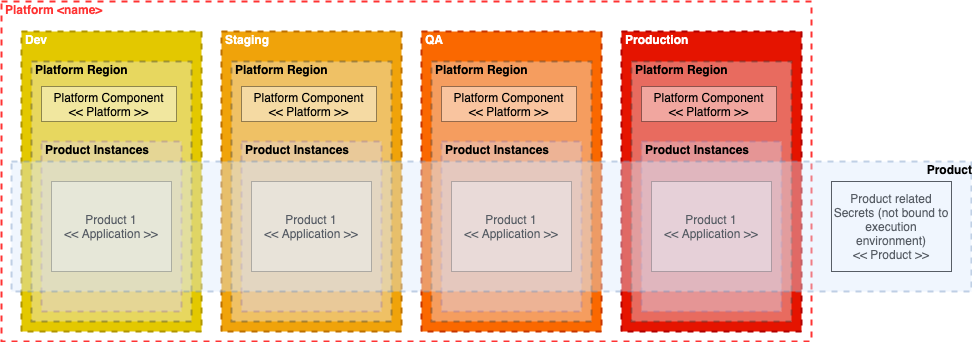 Platform <name>
Dev
Platform Region
Platform Component
<< Platform >>
Product Instances
Product 1
<< Application >>
Staging
Platform Region
Platform Component
<< Platform >>
Product Instances
Product 1
<< Application >>
QA
Platform Region
Platform Component
<< Platform >>
Product Instances
Product 1
<< Application >>
Production
Platform Region
Platform Component
<< Platform >>
Product Instances
Product 1
<< Application >>
Product
Product related
Secrets (not bound to
execution
environment)
<< Product >>